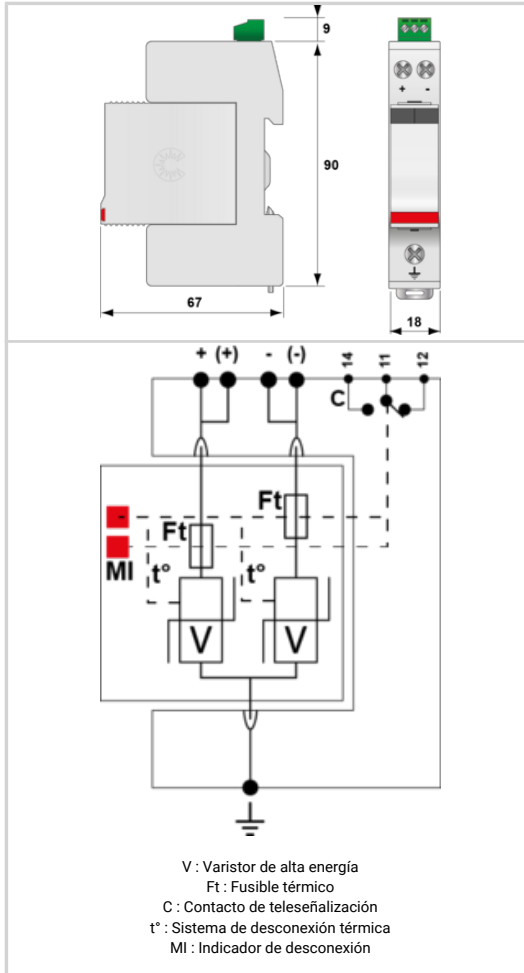 9
90
67
+ -
18
+ (+) - (-) 14 11 12
C
Ft
Ft
MI
t° t°
V V
V : Varistor de alta energía
Ft : Fusible térmico
C : Contacto de teleseñalización
t° : Sistema de desconexión térmica
MI : Indicador de desconexión